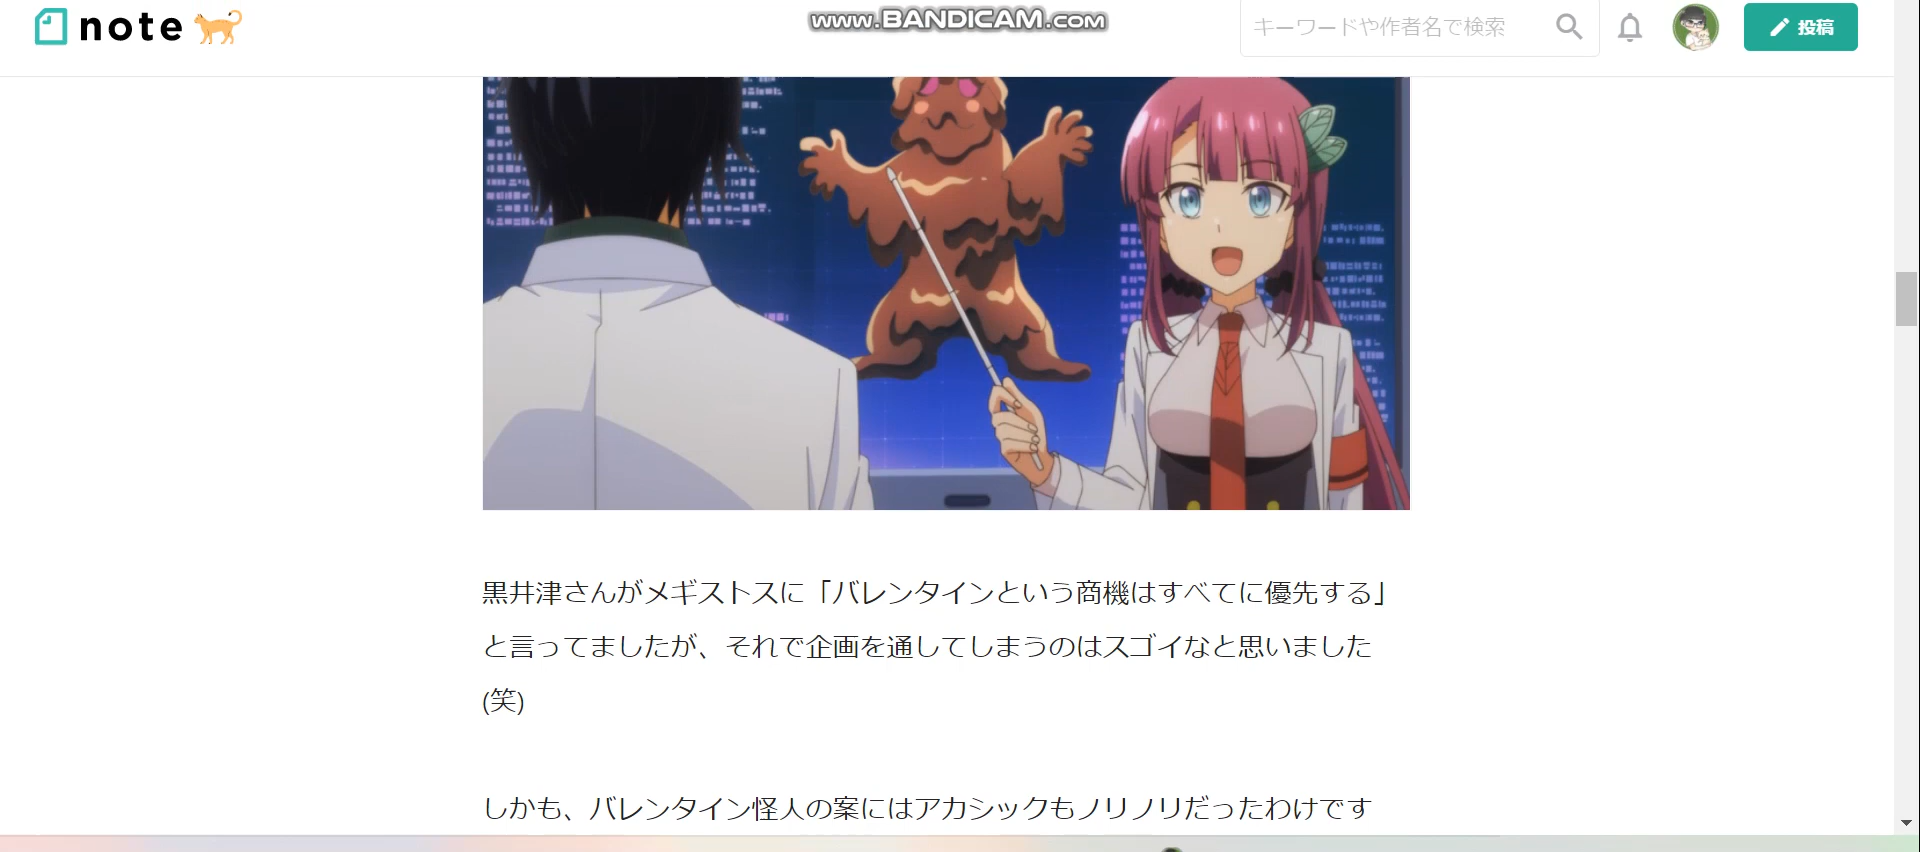 note
www.BANDICAM.com
キーワードや作者名で検索
投稿
黒井津さんがメギストスに「バレンタインという商機はすべてに優先する」
と言ってましたが、それで企画を通してしまうのはスゴイなと思いました
(笑)
しかも、バレンタイン怪人の案にはアカシックもノリノリだったわけです